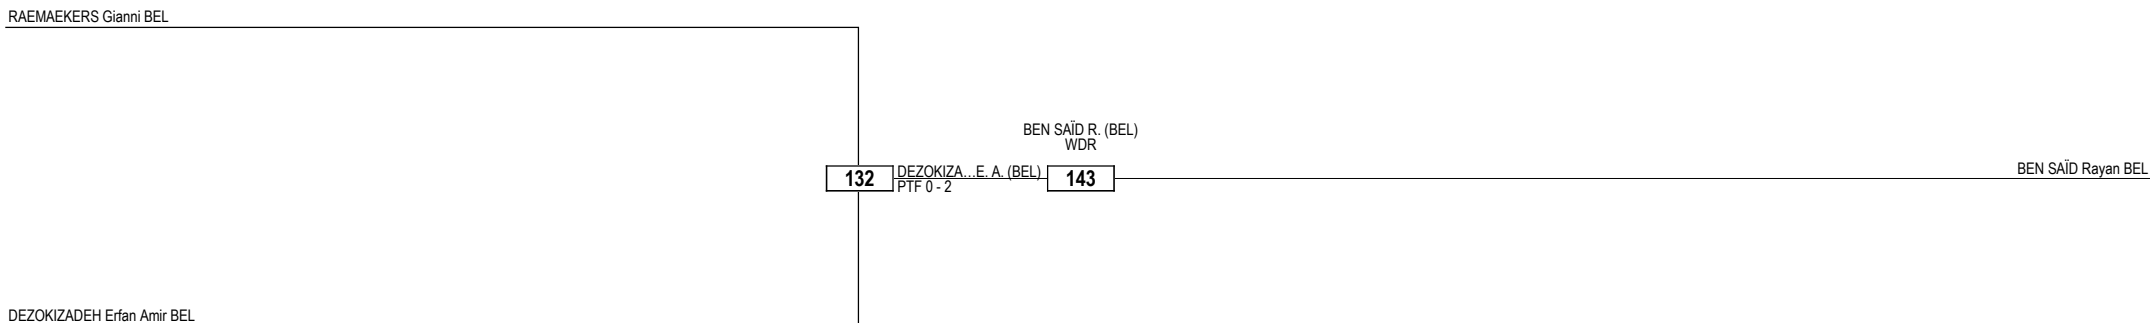 RAEMAEKERS Gianni BEL
BEN SAÏD R. (BEL)
WDR
132
DEZOKIZA...E. A. (BEL)
PTF 0 - 2
143
BEN SAÏD Rayan BEL
DEZOKIZADEH Erfan Amir BEL